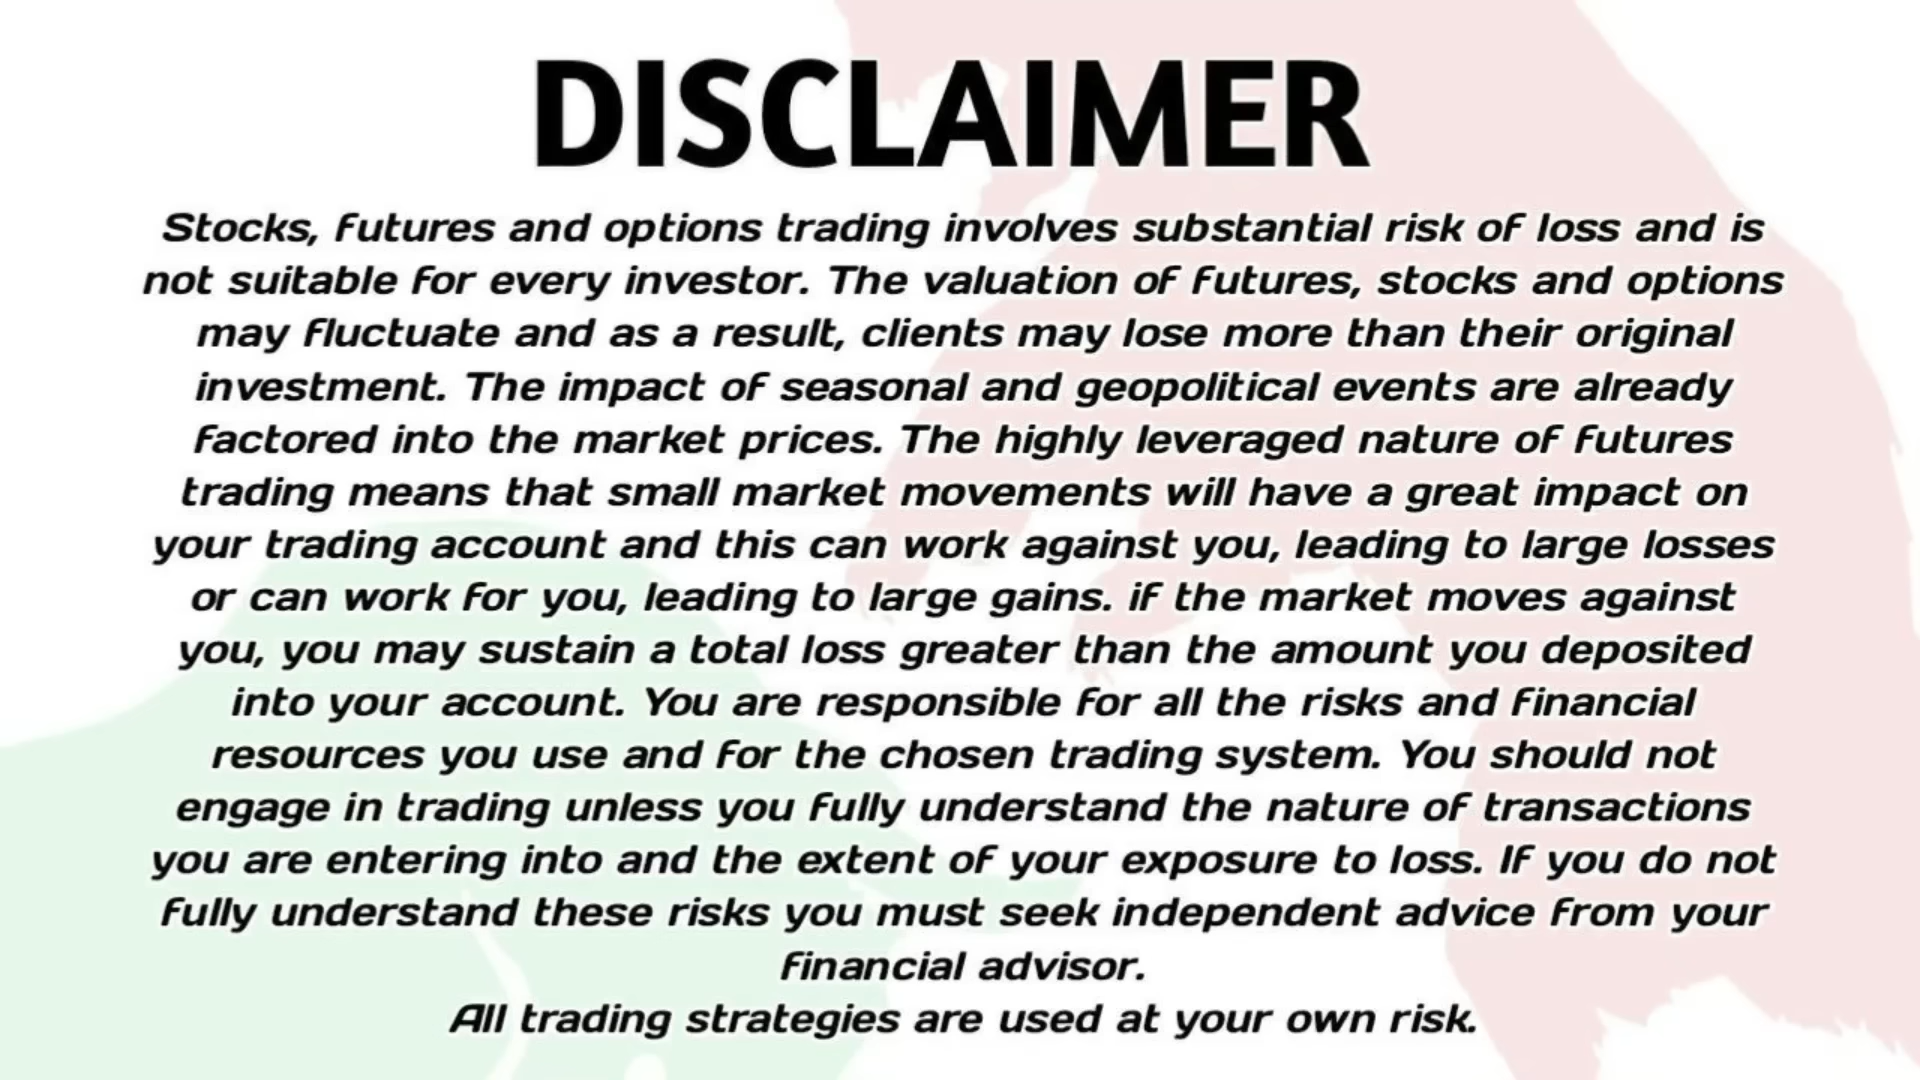 DISCLAIMER
Stocks, futures and options trading involves substantial risk of loss and is
not suitable for every investor. The valuation of futures, stocks and options
may fluctuate and as a result, clients may lose more than their original
investment. The impact of seasonal and geopolitical events are already
factored into the market prices. The highly leveraged nature of futures
trading means that small market movements will have a great impact on
your trading account and this can work against you, leading to large losses
or can work for you, leading to large gains. if the market moves against
you, you may sustain a total loss greater than the amount you deposited
into your account. You are responsible for all the risks and financial
resources you use and for the chosen trading system. You should not
engage in trading unless you fully understand the nature of transactions
you are entering into and the extent of your exposure to loss. If you do not
fully understand these risks you must seek independent advice from your
financial advisor.
All trading strategies are used at your own risk.